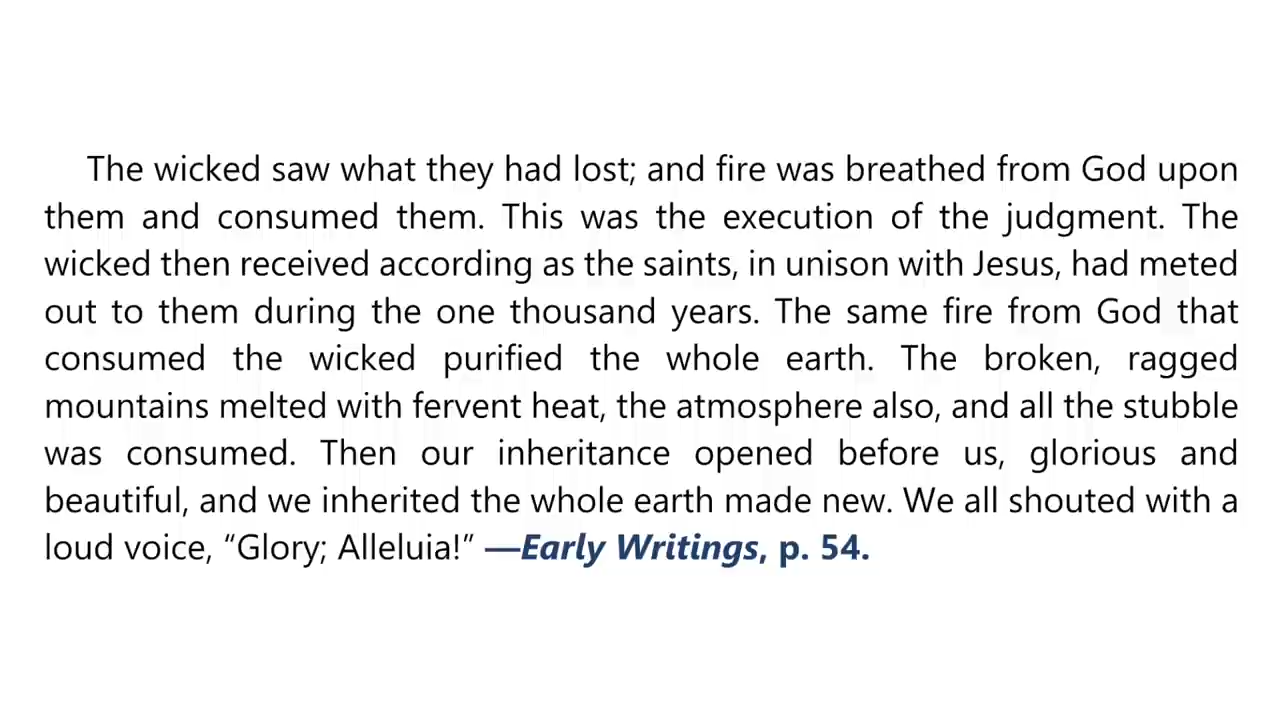 The wicked saw what they had lost; and fire was breathed from God upon
them and consumed them. This was the execution of the judgment. The
wicked then received according as the saints, in unison with Jesus, had meted
out to them during the one thousand years. The same fire from God that
consumed the wicked purified the whole earth. The broken, ragged
mountains melted with fervent heat, the atmosphere also, and all the stubble
was consumed. Then our inheritance opened before us, glorious and
beautiful, and we inherited the whole earth made new. We all shouted with a
loud voice, “Glory; Alleluia!” —Early Writings, p. 54.